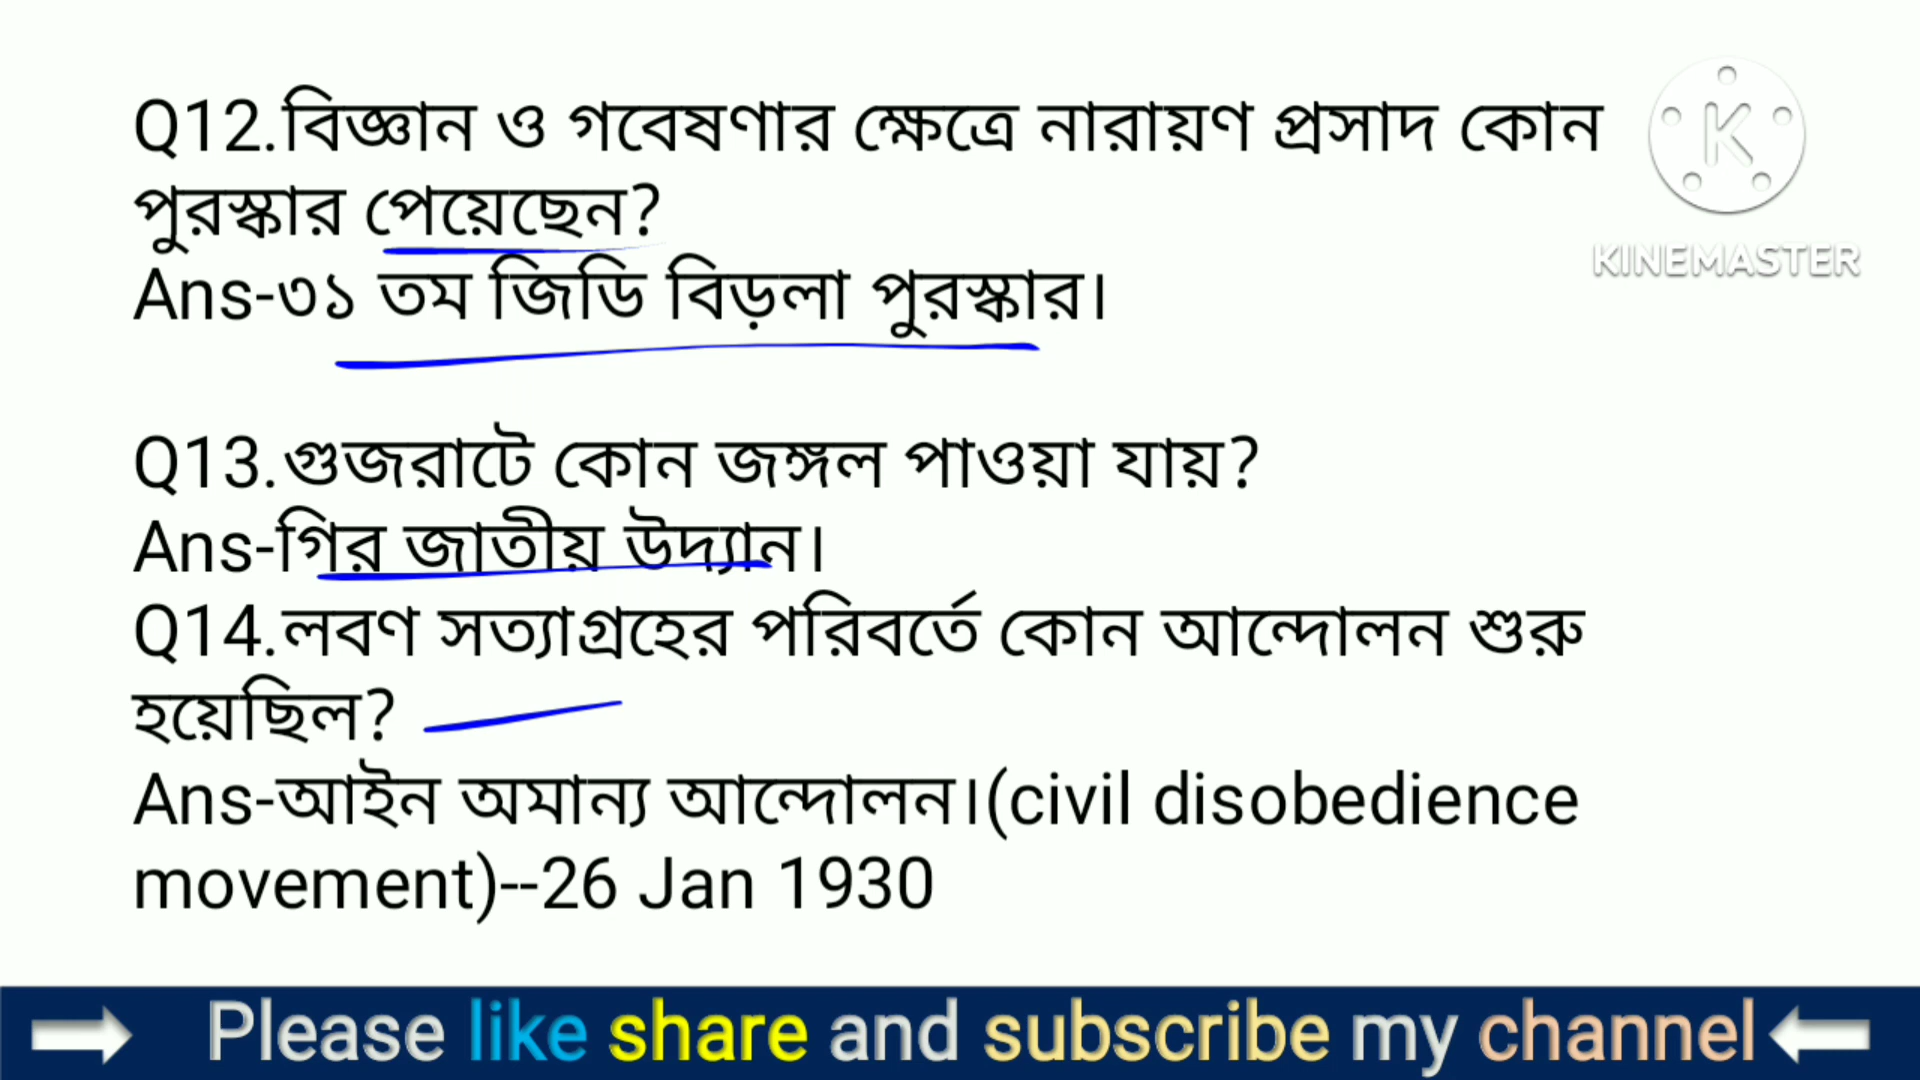 Q12.বিজ্ঞান ও গবেষণার ক্ষেত্রে নারায়ণ প্রসাদ কোন
পুরস্কার পেয়েছেন?
Ans-৩১ তম জিডি বিড়লা পুরস্কার।
K
KINEMASTER
Q13.গুজরাটে কোন জঙ্গল পাওয়া যায়?
Ans-গির জাতীয় উদ্যান।
Q14.লবণ সত্যাগ্রহের পরিবর্তে কোন আন্দোলন শুরু
হয়েছিল?
Ans-আইন অমান্য আন্দোলন।(civil disobedience
movement)--26 Jan 1930
Please like share and subscribe my channel